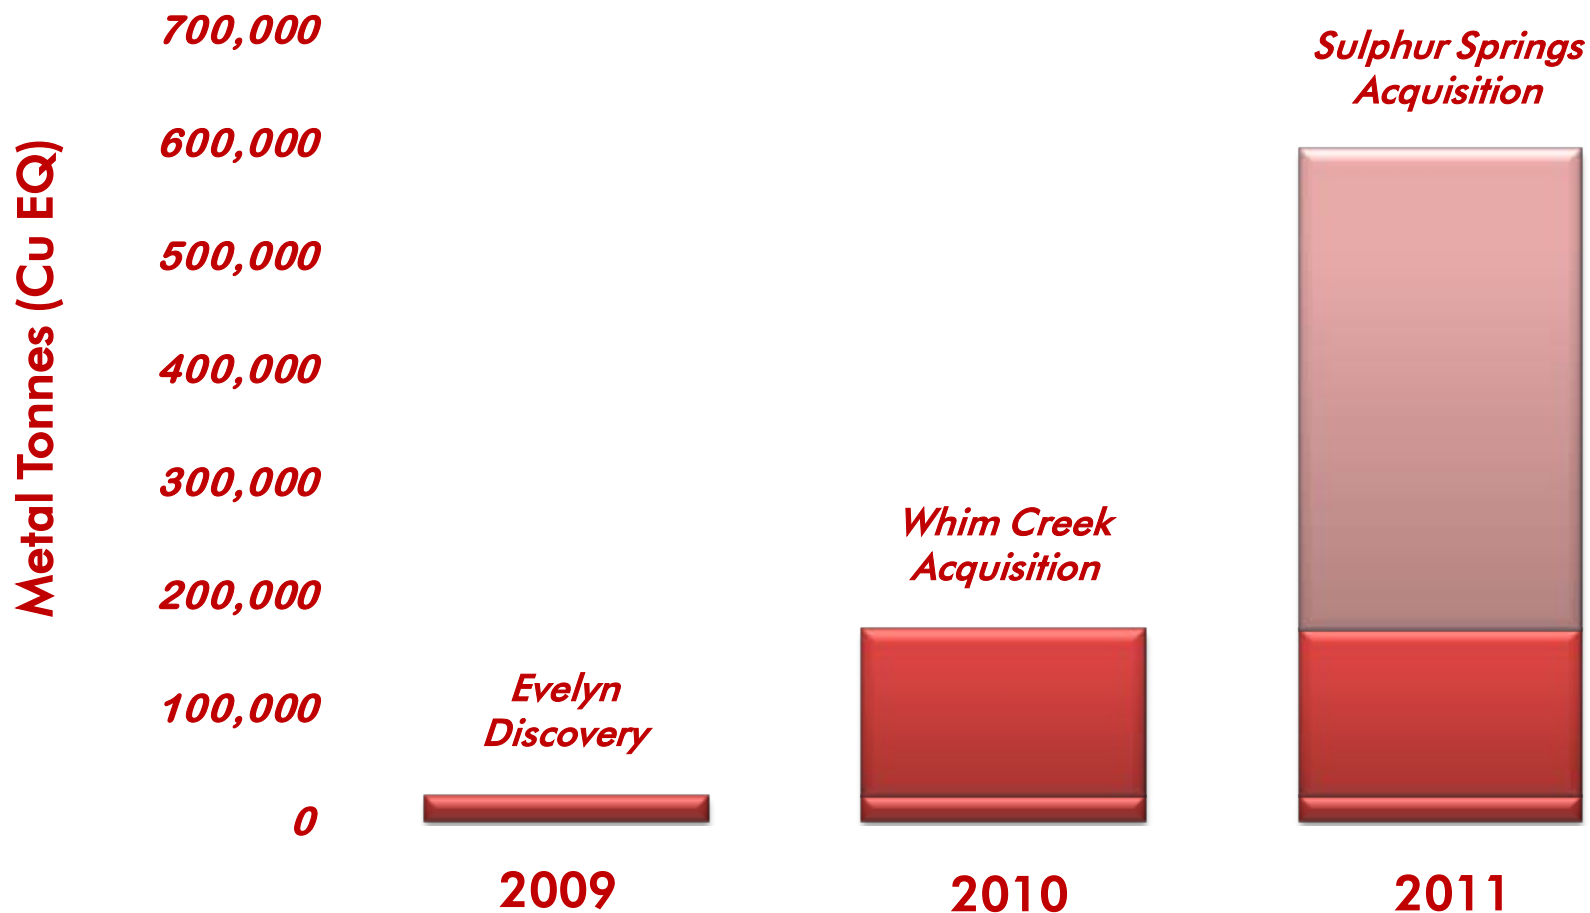 700,000
600,000
500,000
400,000
300,000
200,000
100,000
0
Metal Tonnes (Cu EQ)
Evelyn
Discovery
Whim Creek
Acquisition
Sulphur Springs
Acquisition
2009
2010
2011